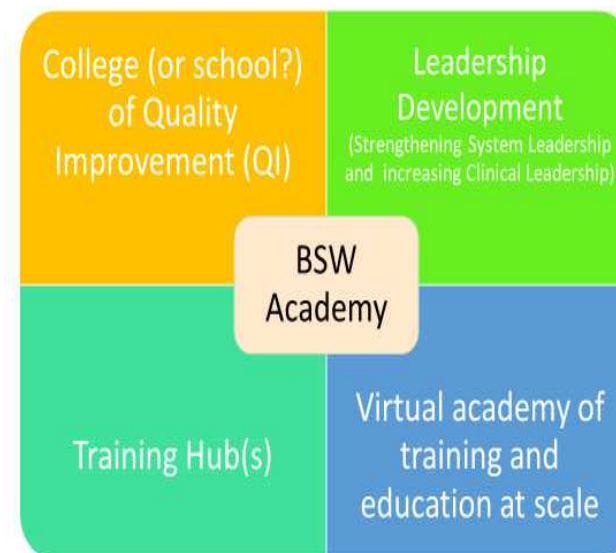 College (or school?)
of Quality
Improvement (QI)
Leadership
Development
(Strengthening System Leadership
and increasing Clinical Leadership)
BSW
Academy
Training Hub(s)
Virtual academy of
training and
education at scale